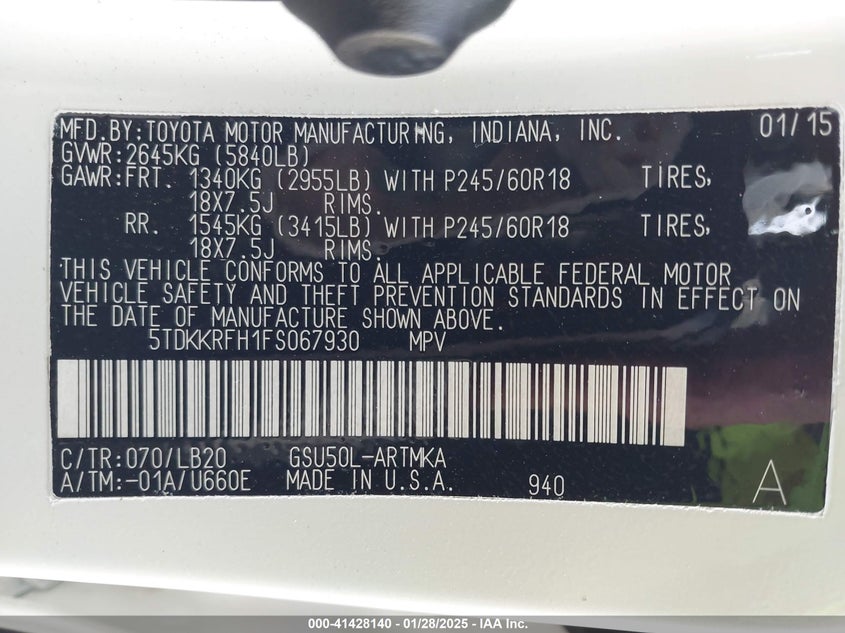 MFD.BY:TOYOTA MOTOR MANUFACTURING, INDIANA, INC. 01/15
GVWR:2645KG (5840LB)
GAWR:FRT. 1340KG (2955LB) WITH P245/60R18 TIRES,
18X7.5J RIMS.
RR. 1545KG (3415LB) WITH P245/60R18 TIRES,
18X7.5J RIMS.
THIS VEHICLE CONFORMS TO ALL APPLICABLE FEDERAL MOTOR
VEHICLE SAFETY AND THEFT PREVENTION STANDARDS IN EFFECT ON
THE DATE OF MANUFACTURE SHOWN ABOVE.
5TDKKRFH1FS067930 MPV
C/TR:070/LB20 GSU50L-ARTMKA
A/TM:-01A/U660E MADE IN U.S.A. 940 A
000-41428140 - 01/28/2025 - IAA Inc.